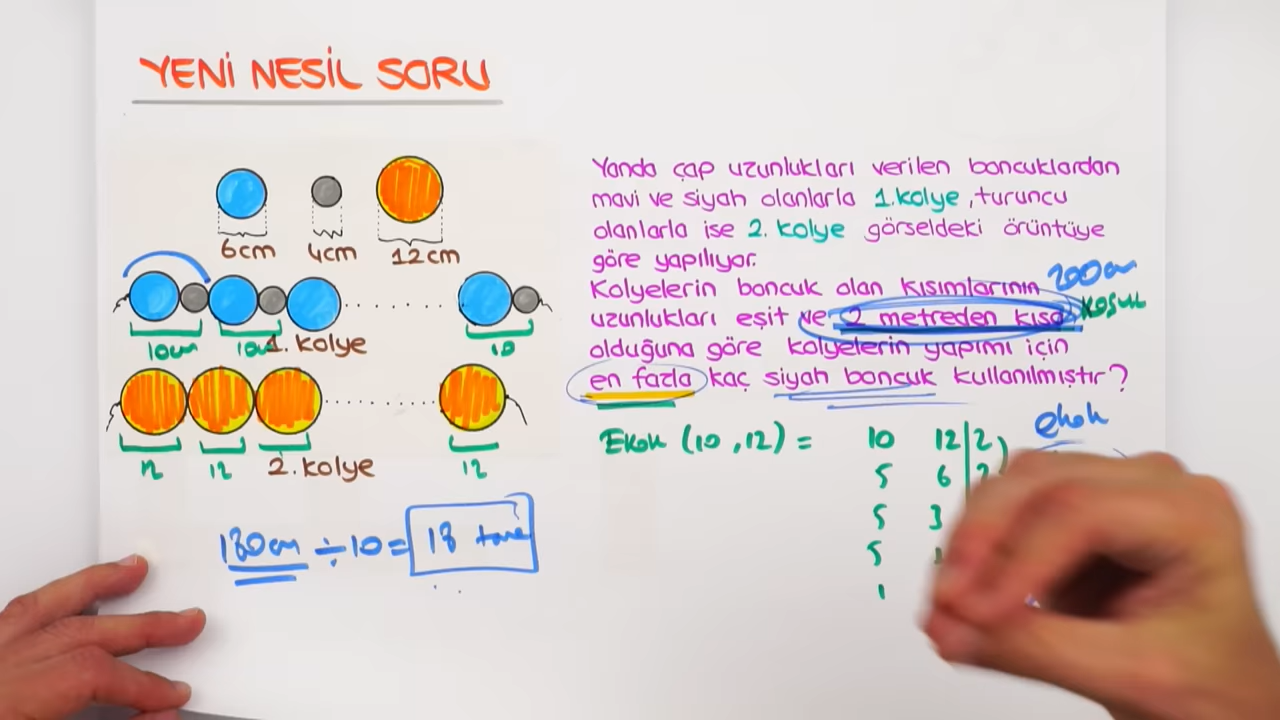 YENİ NESİL SORU
6cm 4cm 12cm
10cm 10cm 1. kolye 10
12 12 2. kolye 12
180cm ÷ 10 = 18 tane
Yanda çap uzunlukları verilen boncuklardan
mavi ve siyah olanlarla 1. kolye, turuncu
olanlarla ise 2. kolye görseldeki örüntüye
göre yapılıyor.
Kolyelerin boncuk olan kısımlarının 200cm
uzunlukları eşit ve 2 metreden kısa koşul
olduğuna göre kolyelerin yapımı için
en fazla kaç siyah boncuk kullanılmıştır?
Ekok (10,12) = 10 12 2 ekok
5 6 2
5 3
5
1